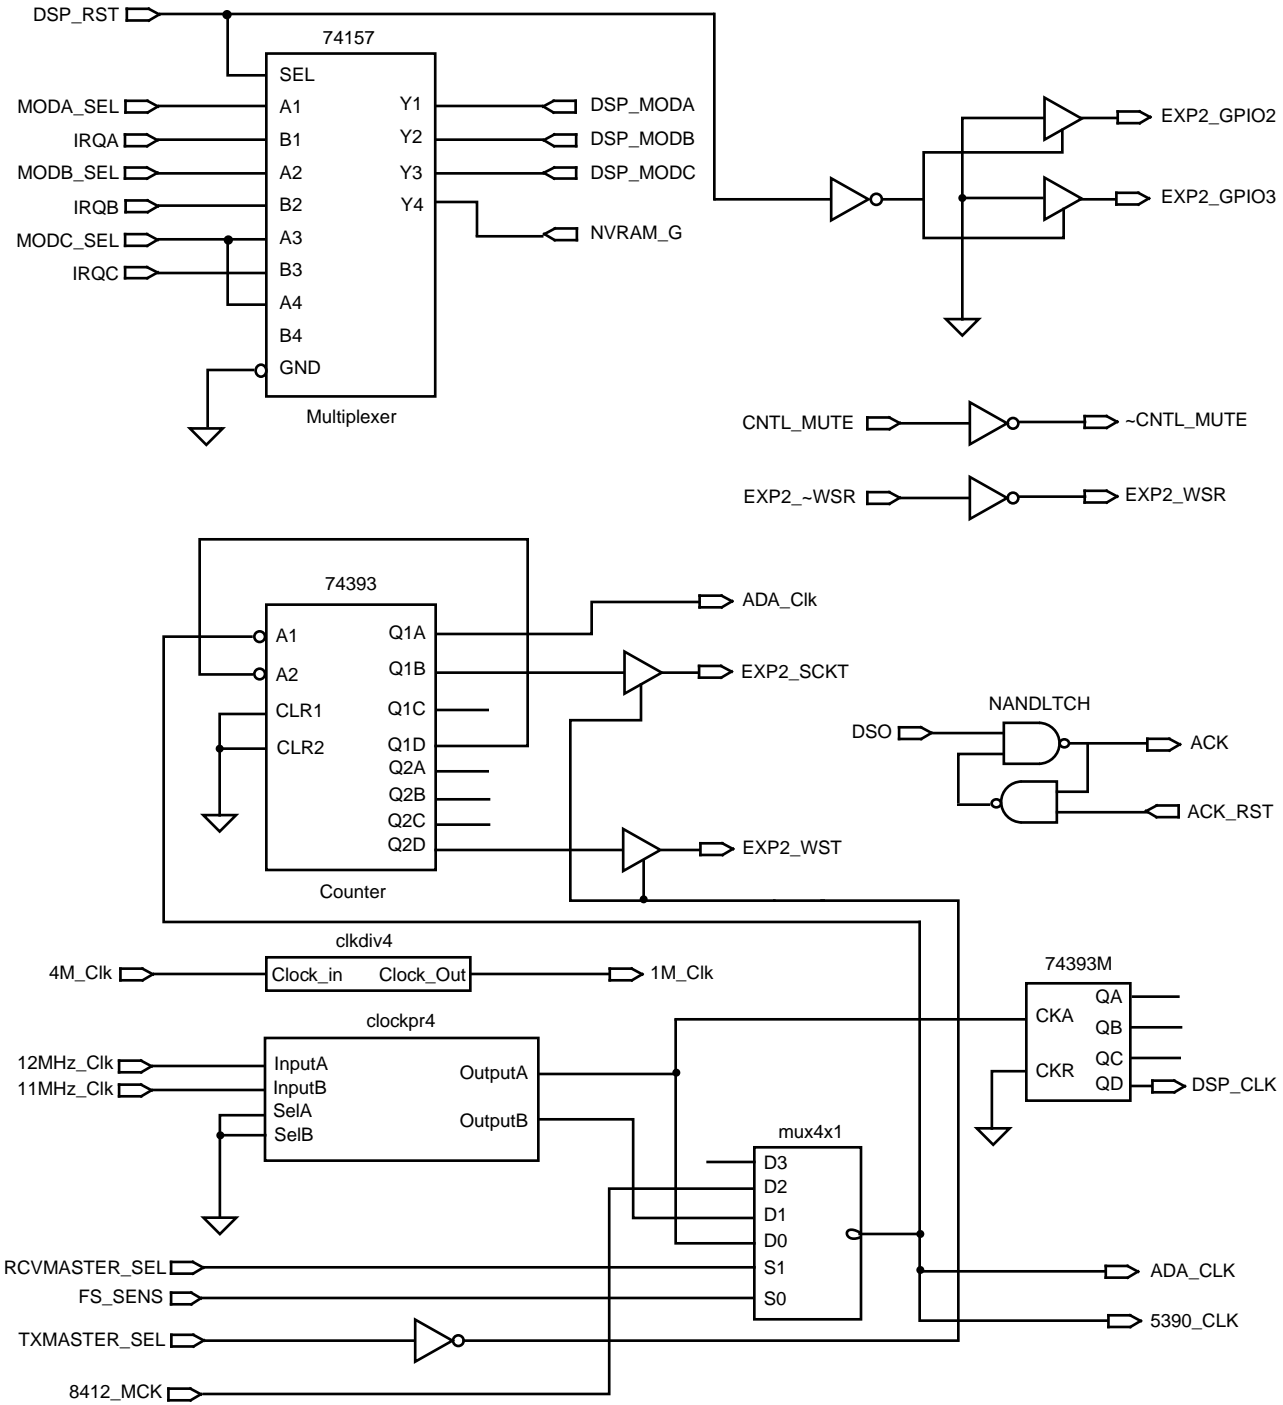 DSP_RST
74157
SEL
MODA_SEL
A1
Y1
DSP_MODA
IRQA
B1
Y2
DSP_MODB
MODB_SEL
A2
Y3
DSP_MODC
IRQB
B2
Y4
MODC_SEL
A3
NVRAM_G
IRQC
B3
A4
B4
GND
Multiplexer
EXP2_GPIO2
EXP2_GPIO3
CNTL_MUTE
~CNTL_MUTE
EXP2_~WSR
EXP2_WSR
74393
A1
Q1A
ADA_Clk
A2
Q1B
EXP2_SCKT
CLR1
Q1C
CLR2
Q1D
Q2A
Q2B
Q2C
Q2D
EXP2_WST
Counter
NANDLTCH
DSO
ACK
ACK_RST
clkdiv4
4M_Clk
Clock_in
Clock_Out
1M_Clk
clockpr4
12MHz_Clk
InputA
OutputA
11MHz_Clk
InputB
SelA
SelB
OutputB
74393M
CKA
QA
QB
QC
CKR
QD
DSP_CLK
mux4x1
D3
D2
D1
D0
RCVMASTER_SEL
S1
FS_SENS
S0
ADA_CLK
TXMASTER_SEL
5390_CLK
8412_MCK